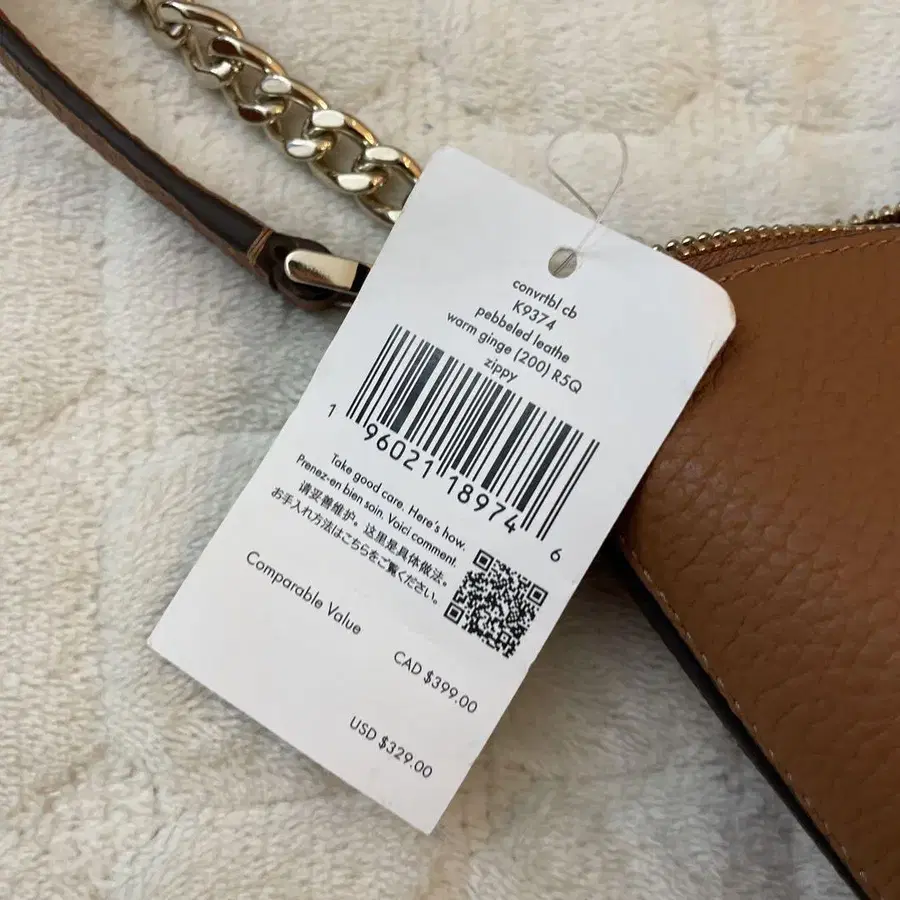 convrtbl cb
K9374
pebbeled leathe
warm ginge (200) R5Q
zippy
1 96021 18974 6
Take good care. Here's how.
Prenez-en bien soin. Voici comment.
请妥善维护。这里是具体做法。
お手入れ方法はこちらをご覧ください。
Comparable Value
CAD $399.00
USD $329.00